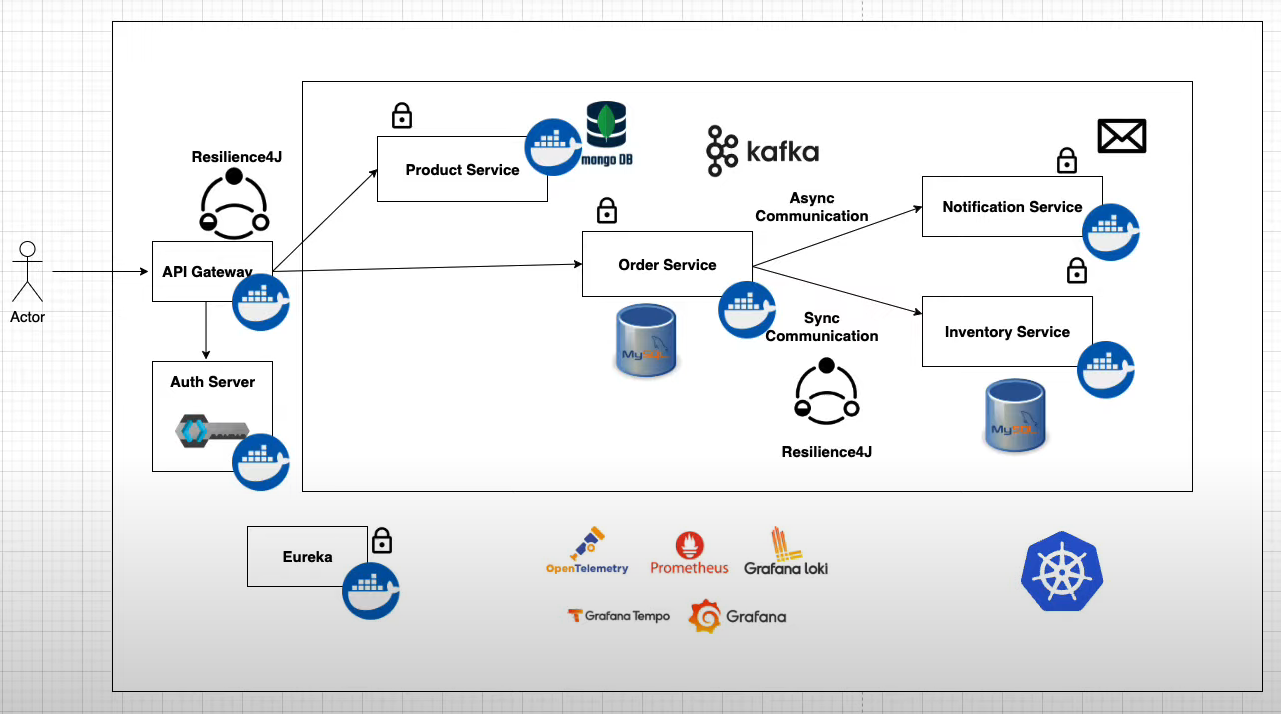 Resilience4J
Product Service
mongo DB
kafka
Async
Communication
Notification Service
API Gateway
Order Service
Actor
Sync
Communication
Inventory Service
MySQL
Auth Server
MySQL
Resilience4J
Eureka
OpenTelemetry
Prometheus
Grafana loki
Grafana Tempo
Grafana